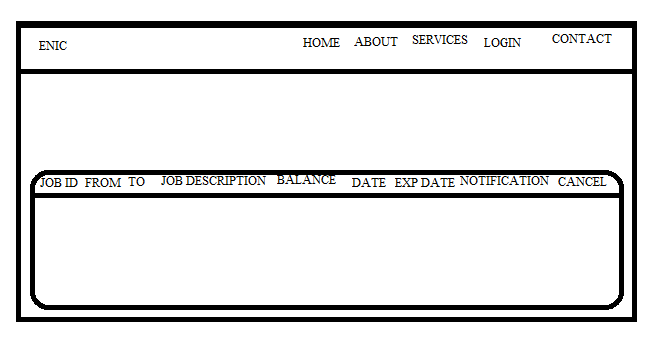 ENIC HOME ABOUT SERVICES LOGIN CONTACT
JOB ID FROM TO JOB DESCRIPTION BALANCE DATE EXP DATE NOTIFICATION CANCEL